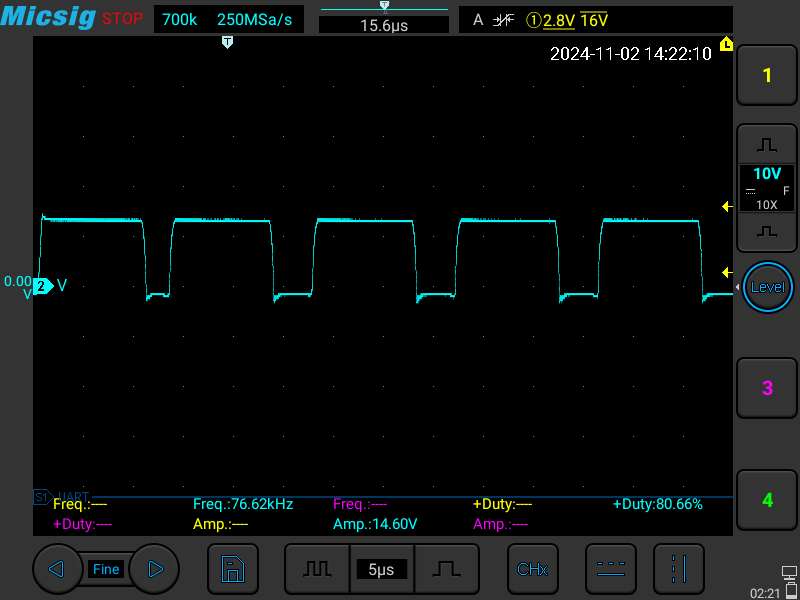 Micsig STOP 700k 250MSa/s 15.6µs A ①2.8V 16V
T
L
2024-11-02 14:22:10
1
10V
F
10X
0.00
V
2 V
Level
3
S1 UART
Freq.:---- Freq.:76.62kHz Freq.:---- +Duty:---- +Duty:80.66%
+Duty:---- Amp.:---- Amp.:14.60V Amp.:----
4
Fine 5µs CHx
02:21